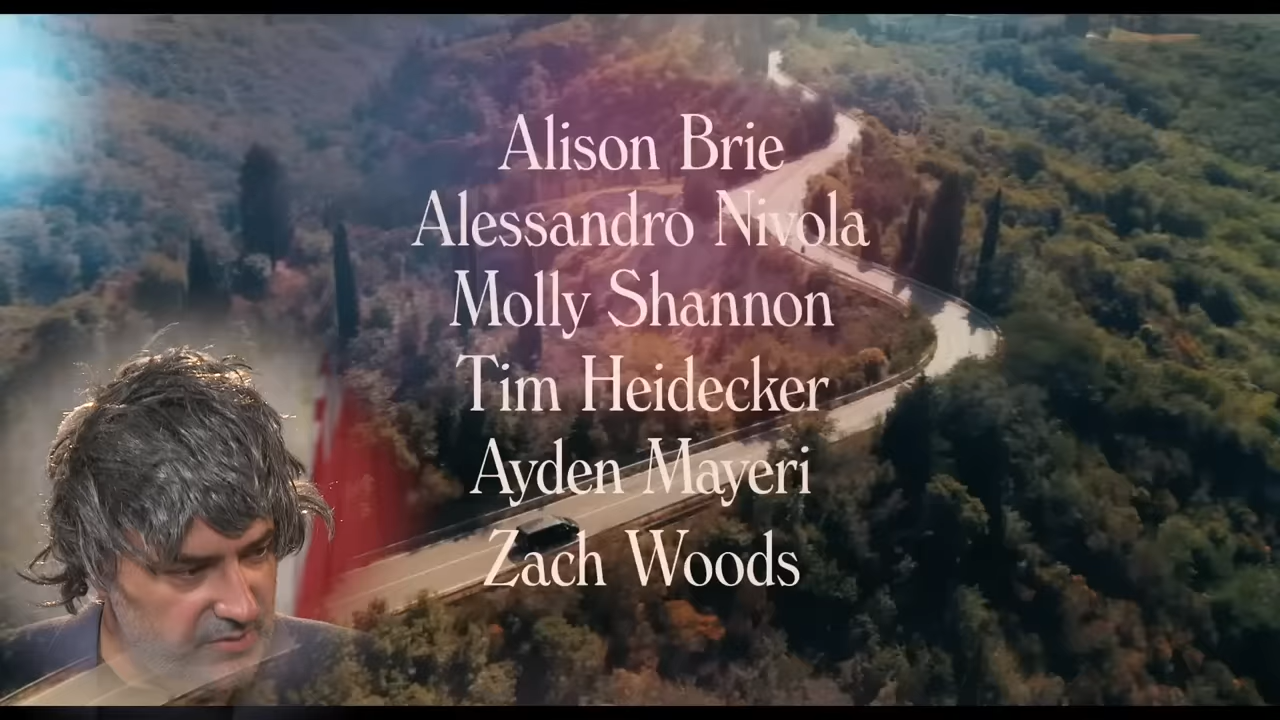 Alison Brie
Alessandro Nivola
Molly Shannon
Tim Heidecker
Ayden Mayeri
Zach Woods